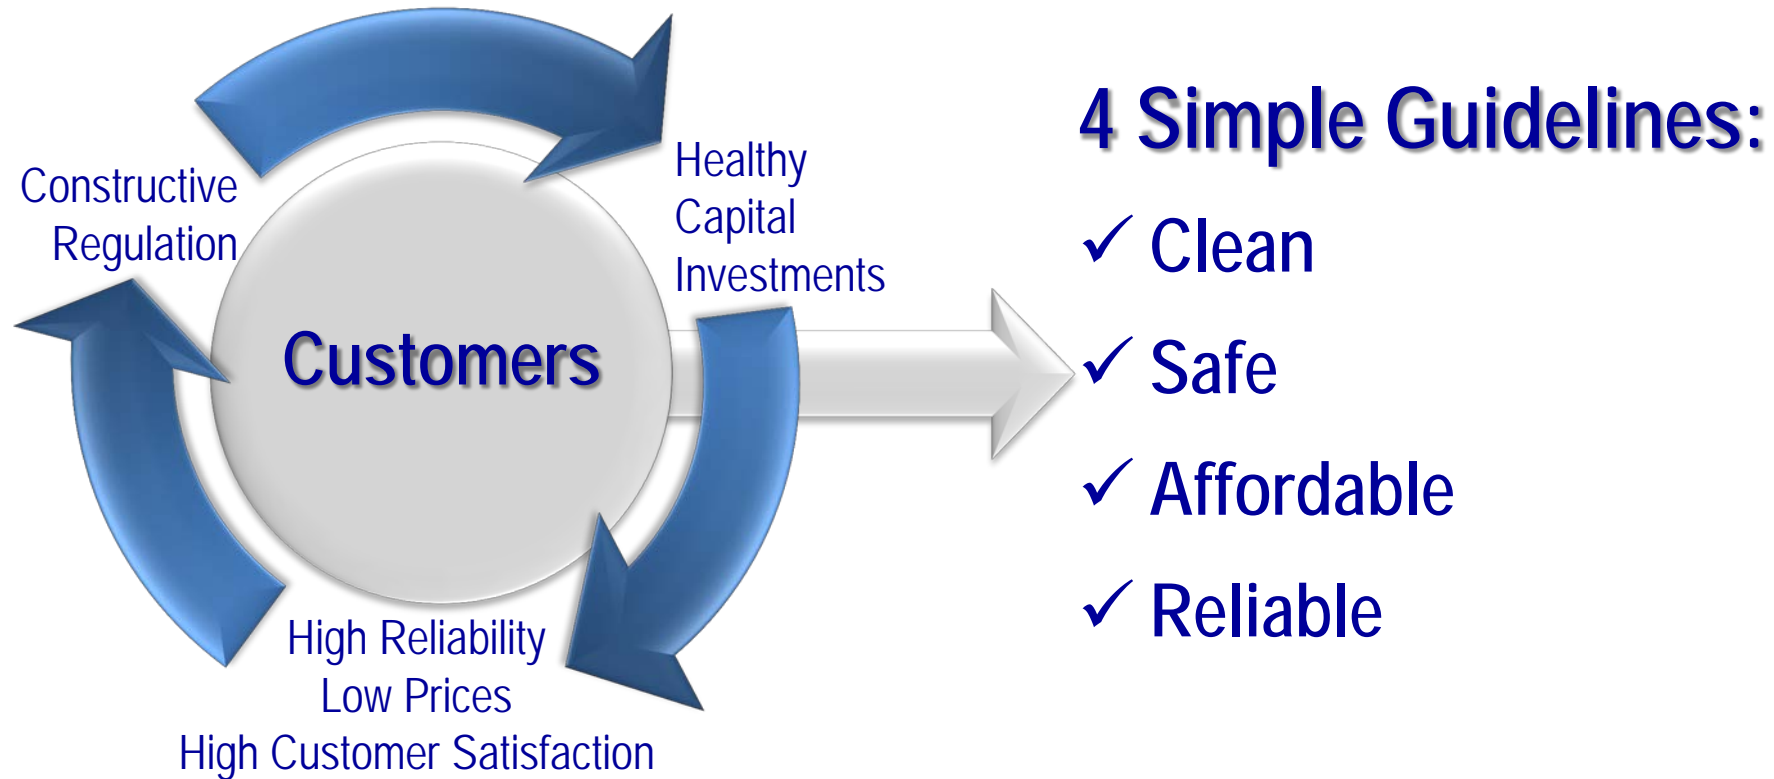 Constructive
Regulation
Healthy
Capital
Investments
Customers
High Reliability
Low Prices
High Customer Satisfaction
4 Simple Guidelines:
✓ Clean
✓ Safe
✓ Affordable
✓ Reliable